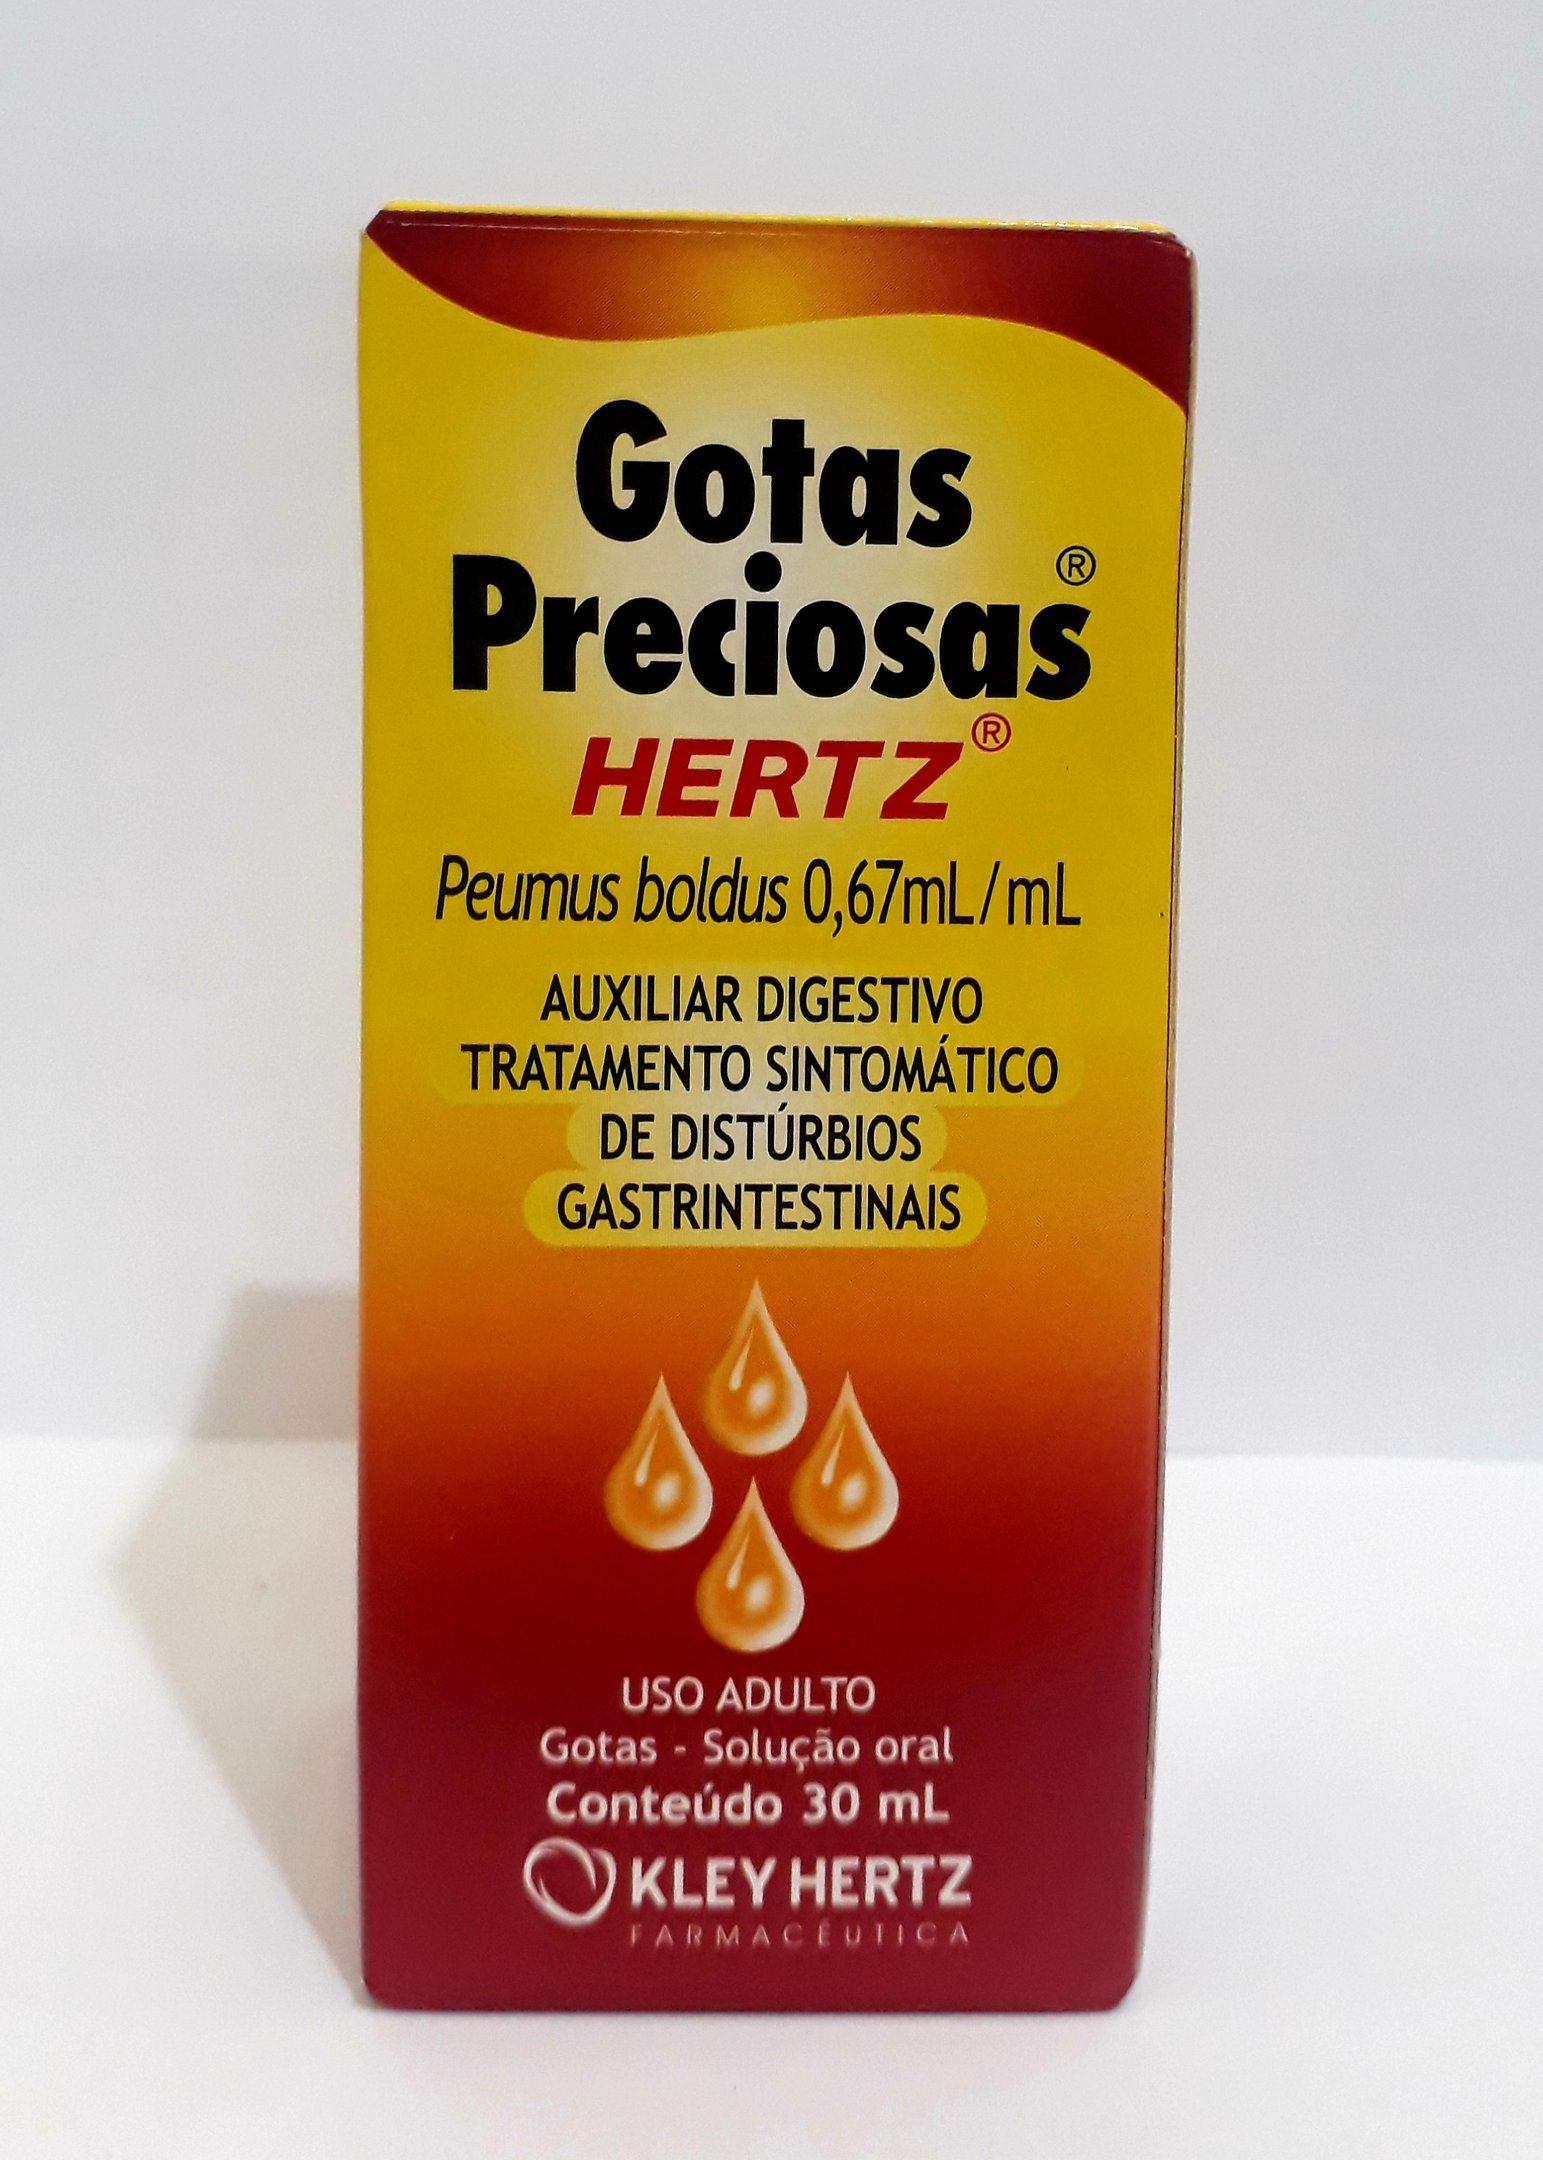 Gotas
Preciosas®
HERTZ®
Peumus boldus 0,67mL/mL
AUXILIAR DIGESTIVO
TRATAMENTO SINTOMÁTICO
DE DISTÚRBIOS
GASTRINTESTINAIS
USO ADULTO
Gotas - Solução oral
Conteúdo 30 mL
KLEY HERTZ
FARMACÊUTICA